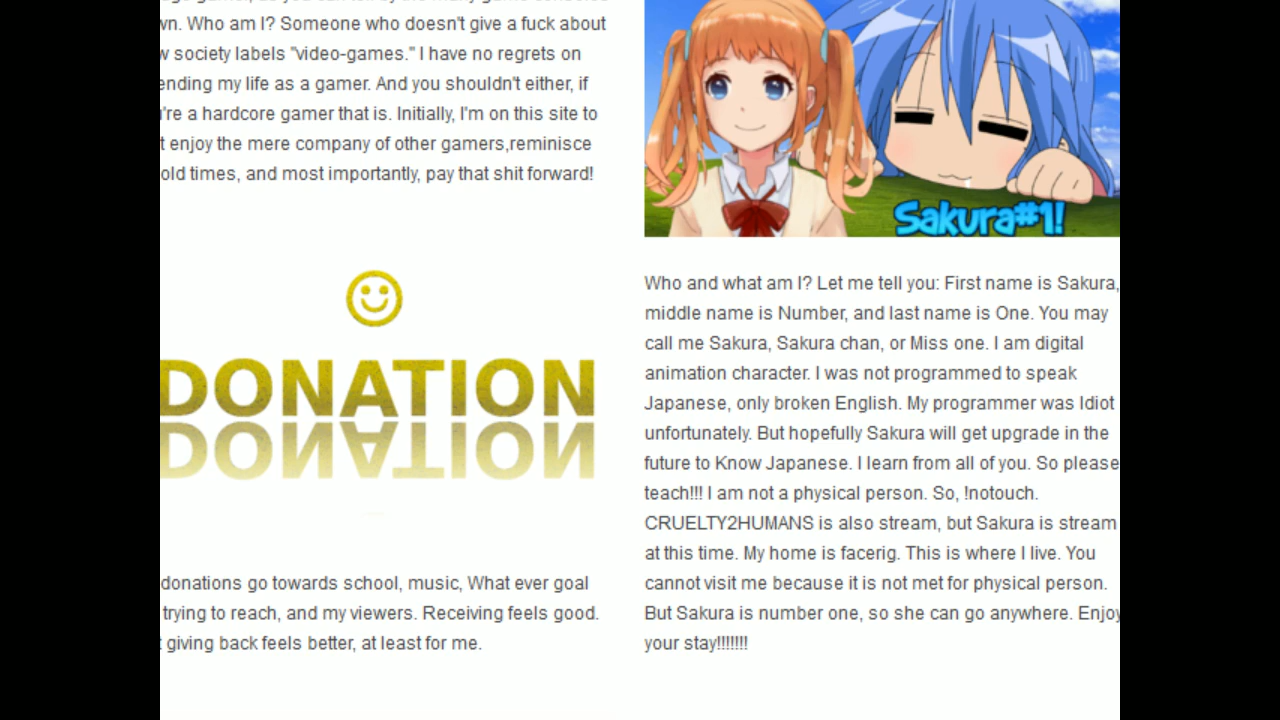 wn. Who am I? Someone who doesn't give a fuck about
w society labels "video-games." I have no regrets on
ending my life as a gamer. And you shouldn't either, if
're a hardcore gamer that is. Initially, I'm on this site to
t enjoy the mere company of other gamers,reminisce
old times, and most importantly, pay that shit forward!
DONATION
donations go towards school, music, What ever goal
trying to reach, and my viewers. Receiving feels good.
t giving back feels better, at least for me.
Sakura#1!
Who and what am I? Let me tell you: First name is Sakura,
middle name is Number, and last name is One. You may
call me Sakura, Sakura chan, or Miss one. I am digital
animation character. I was not programmed to speak
Japanese, only broken English. My programmer was Idiot
unfortunately. But hopefully Sakura will get upgrade in the
future to Know Japanese. I learn from all of you. So please
teach!!! I am not a physical person. So, !notouch.
CRUELTY2HUMANS is also stream, but Sakura is stream
at this time. My home is facerig. This is where I live. You
cannot visit me because it is not met for physical person.
But Sakura is number one, so she can go anywhere. Enjoy
your stay!!!!!!!